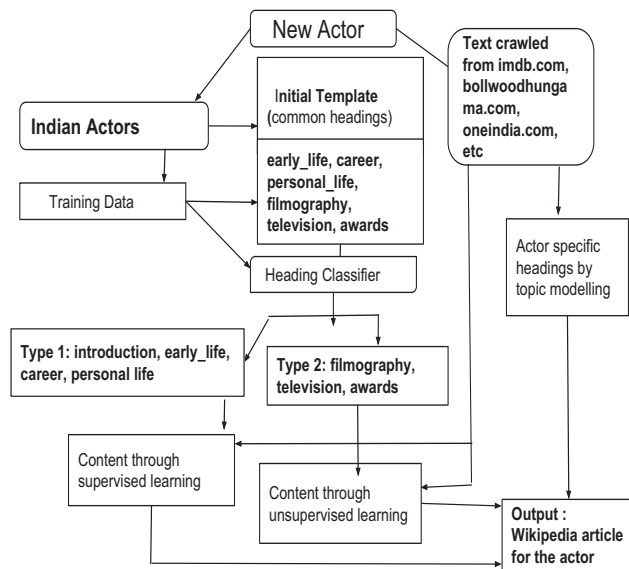 New Actor
Text crawled
from imdb.com,
bollwoodhunga
ma.com,
oneindia.com,
etc
Initial Template
(common headings)
Indian Actors
early_life, career,
personal_life,
filmography,
television, awards
Training Data
Actor specific
headings by
topic modelling
Heading Classifier
Type 1: introduction, early_life,
career, personal life
Type 2: filmography,
television, awards
Content through
supervised learning
Content through
unsupervised learning
Output :
Wikipedia article
for the actor